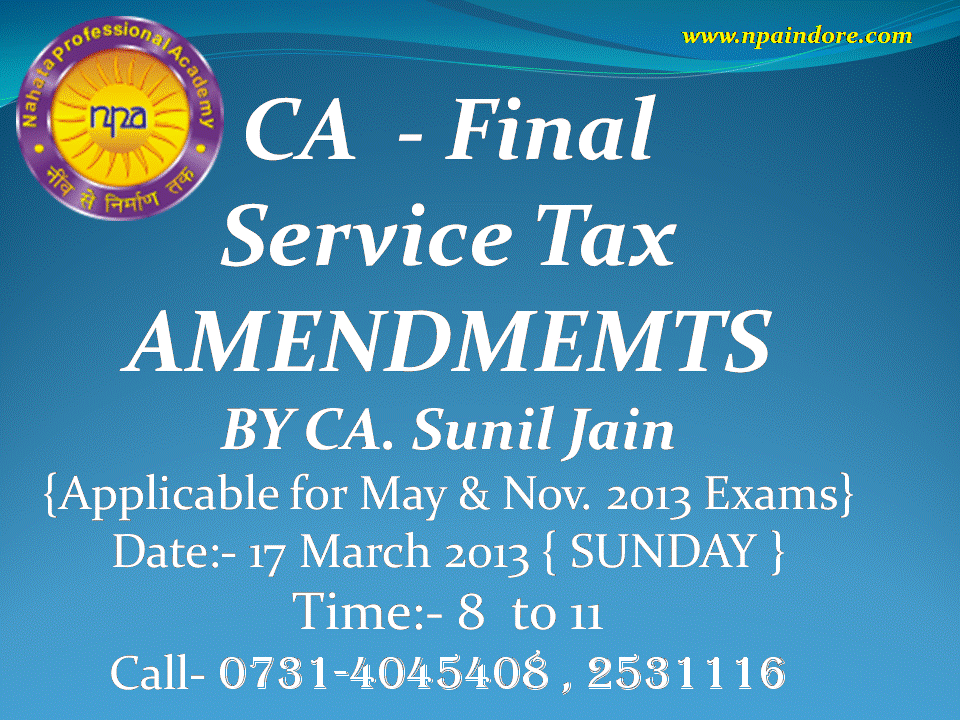 www.npaindore.com
Nahata Professional Academy
npa
नींव से निर्माण तक
CA - Final
Service Tax
AMENDMEMTS
BY CA. Sunil Jain
{Applicable for May & Nov. 2013 Exams}
Date:- 17 March 2013 { SUNDAY }
Time:- 8 to 11
Call- 0731-4045408 , 2531116